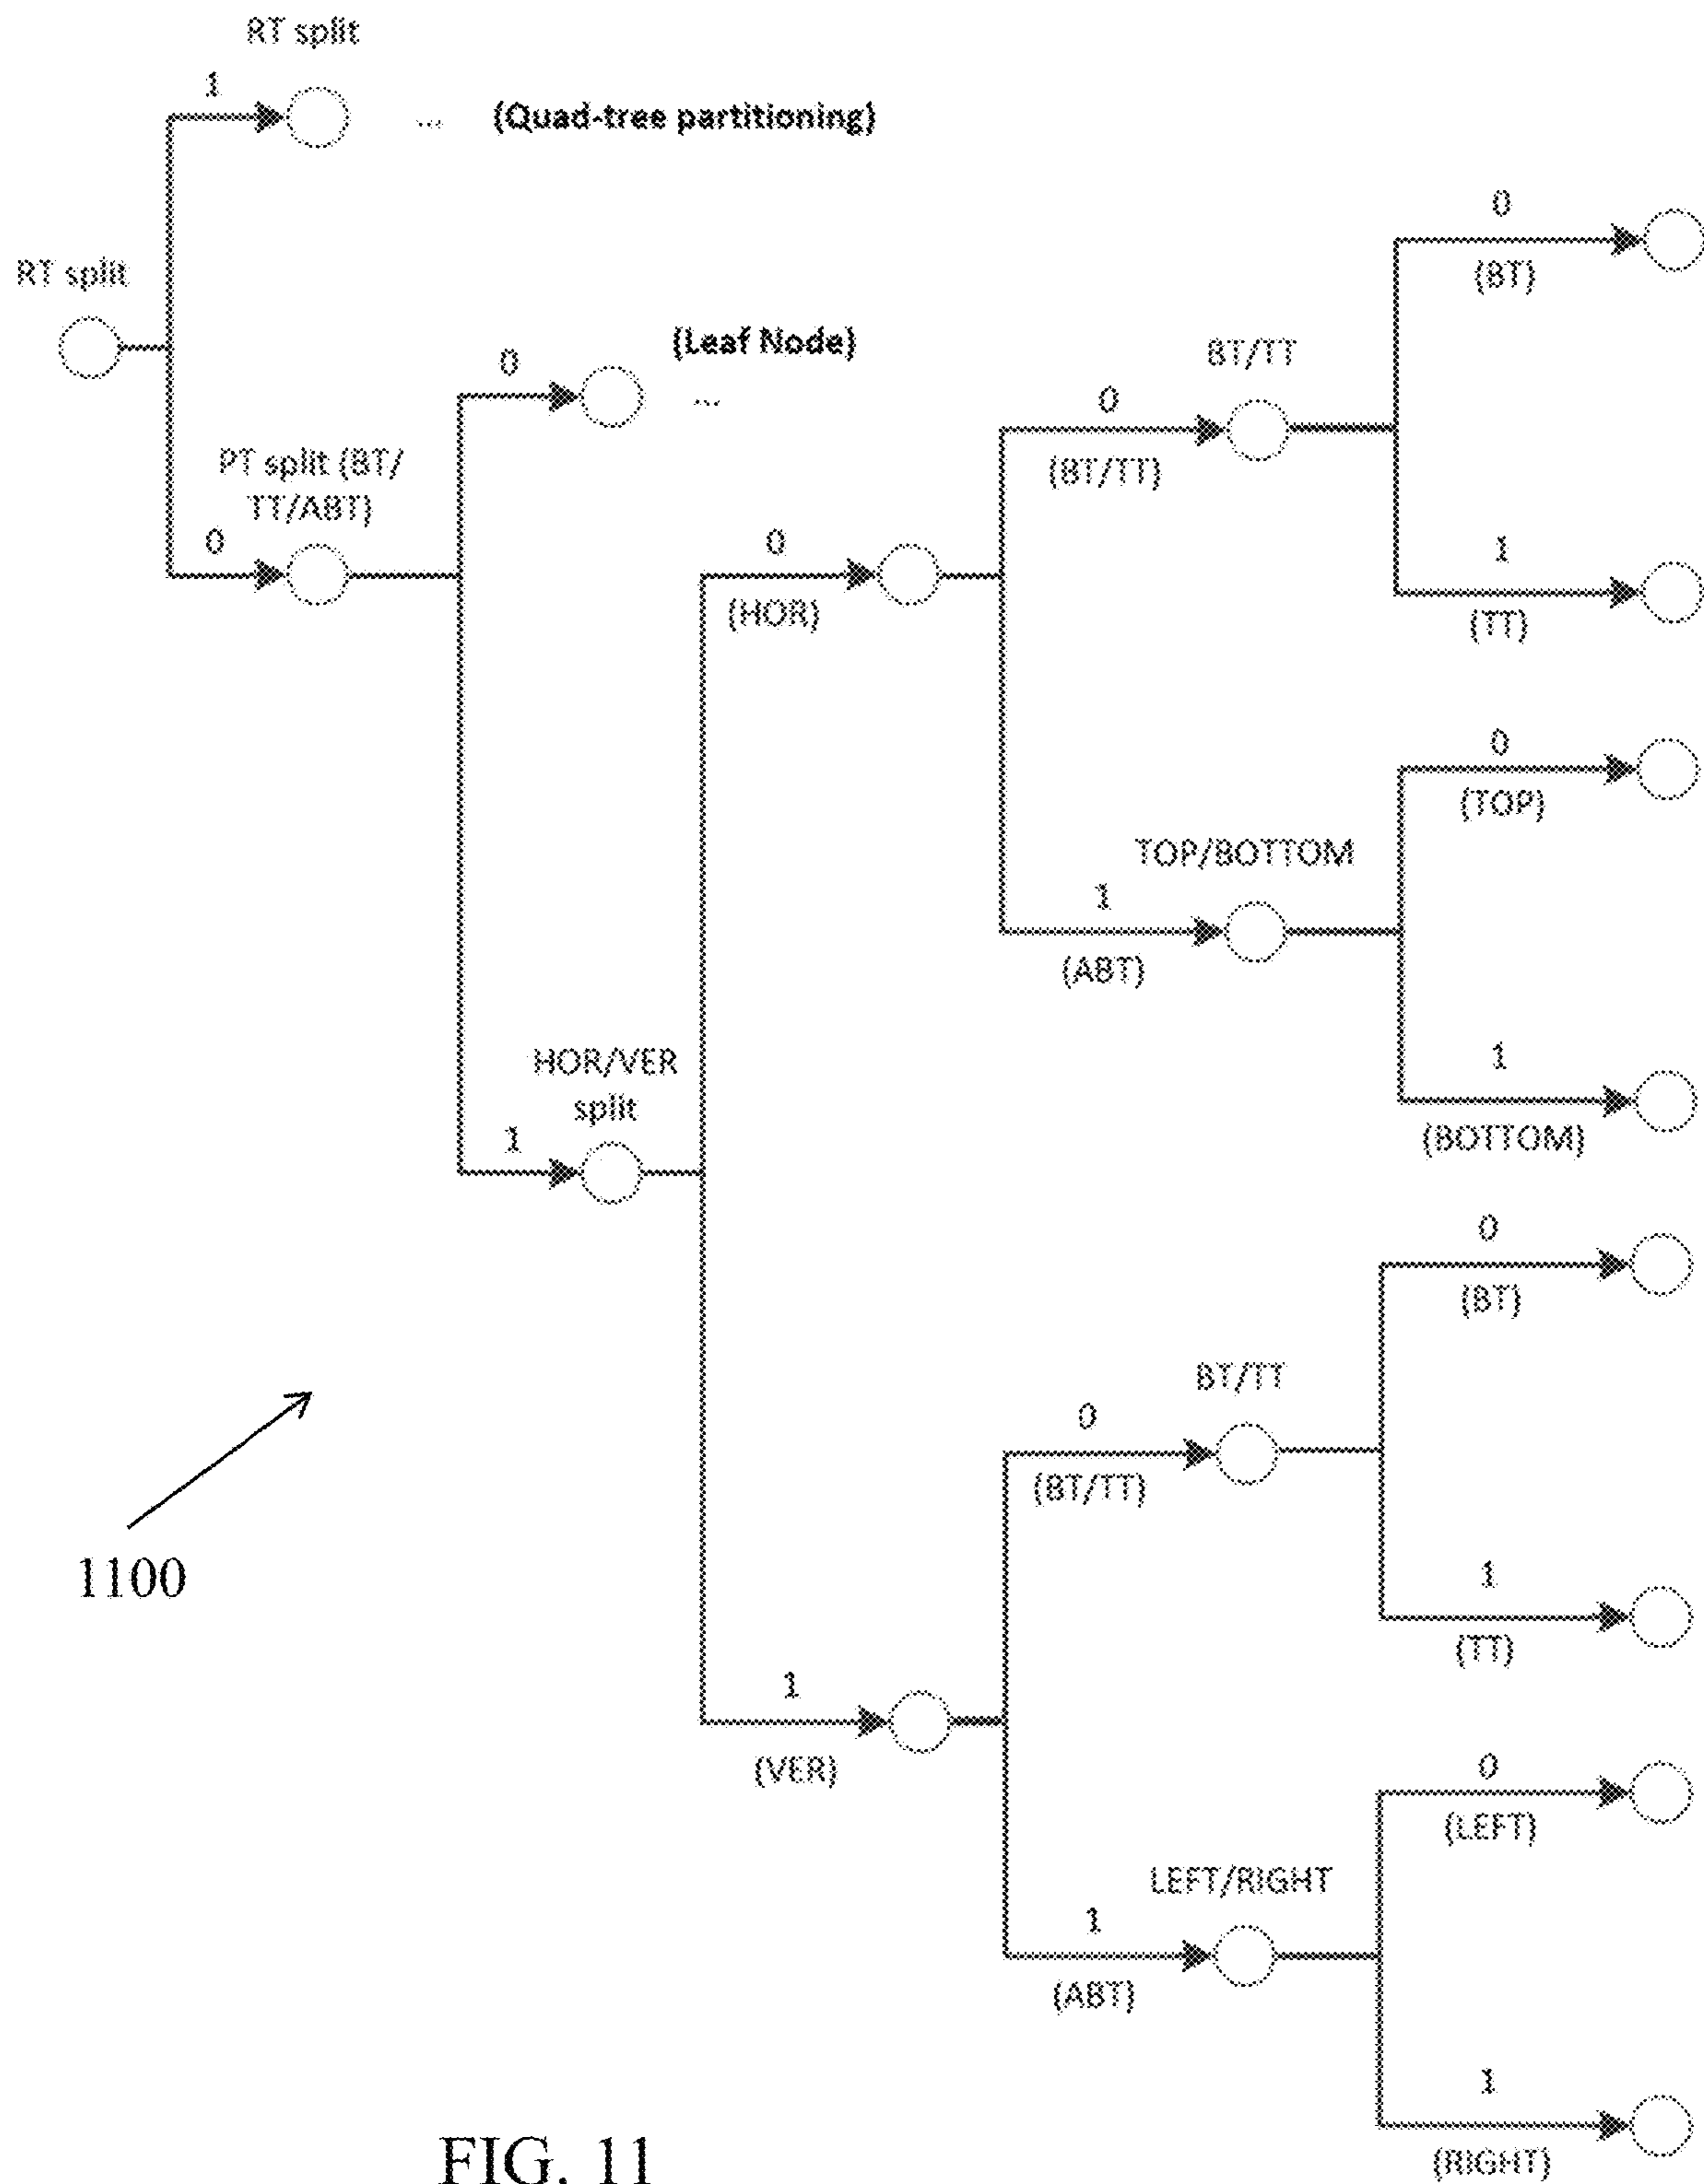 RT split
1
... (Quad-tree partitioning)
RT split
0
(BT)
(Leaf Node)
0
...
BT/TT
0
(BT/TT)
PT split (BT/
TT/ABT)
0
0
(HOR)
1
(TT)
0
(TOP)
TOP/BOTTOM
1
(ABT)
HOR/VER
split
1
1
(BOTTOM)
0
(BT)
BT/TT
0
(BT/TT)
1100
1
(TT)
1
(VER)
0
(LEFT)
LEFT/RIGHT
1
(ABT)
1
(RIGHT)
FIG. 11